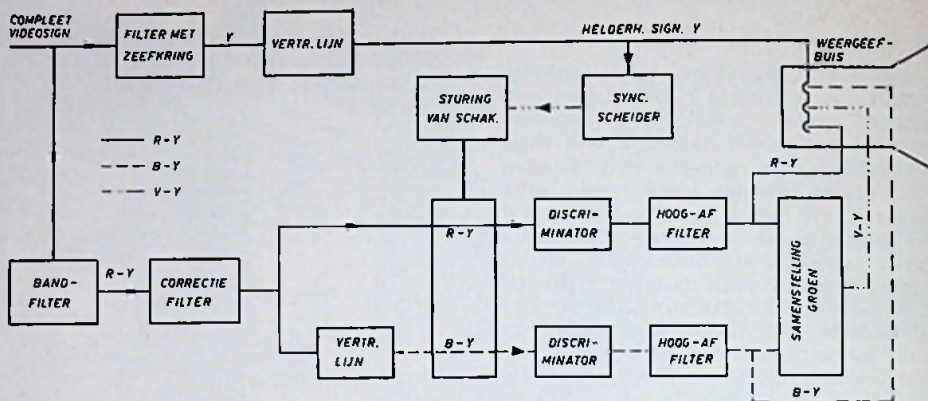 COMPLEET
VIDEOSIGN.
FILTER MET
ZEEFKRING
Y
VERTR. LIJN
HELDERH. SIGN. Y
WEERGEEF-
BUIS
STURING
VAN SCHAK.
SYNC.
SCHEIDER
R-Y
B-Y
V-Y
R-Y
BAND-
FILTER
R-Y
CORRECTIE
FILTER
R-Y
DISCRI-
MINATOR
HOOG-AF
FILTER
SAMENSTELLING
GROEN
V-Y
VERTR.
LIJN
B-Y
DISCRI-
MINATOR
HOOG-AF
FILTER
B-Y